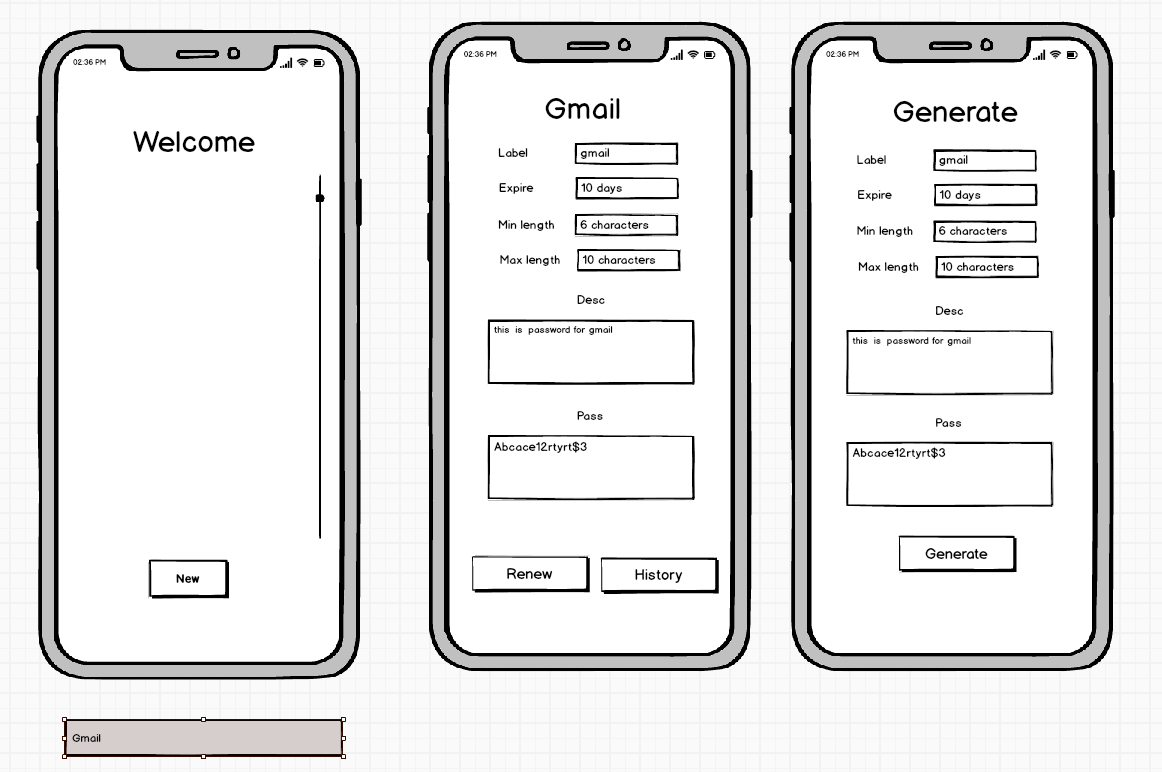 02:36 PM
Welcome
New
Gmail
02:36 PM
Gmail
Label gmail
Expire 10 days
Min length 6 characters
Max length 10 characters
Desc
this is password for gmail
Pass
Abcace12rtyrt$3
Renew History
02:36 PM
Generate
Label gmail
Expire 10 days
Min length 6 characters
Max length 10 characters
Desc
this is password for gmail
Pass
Abcace12rtyrt$3
Generate